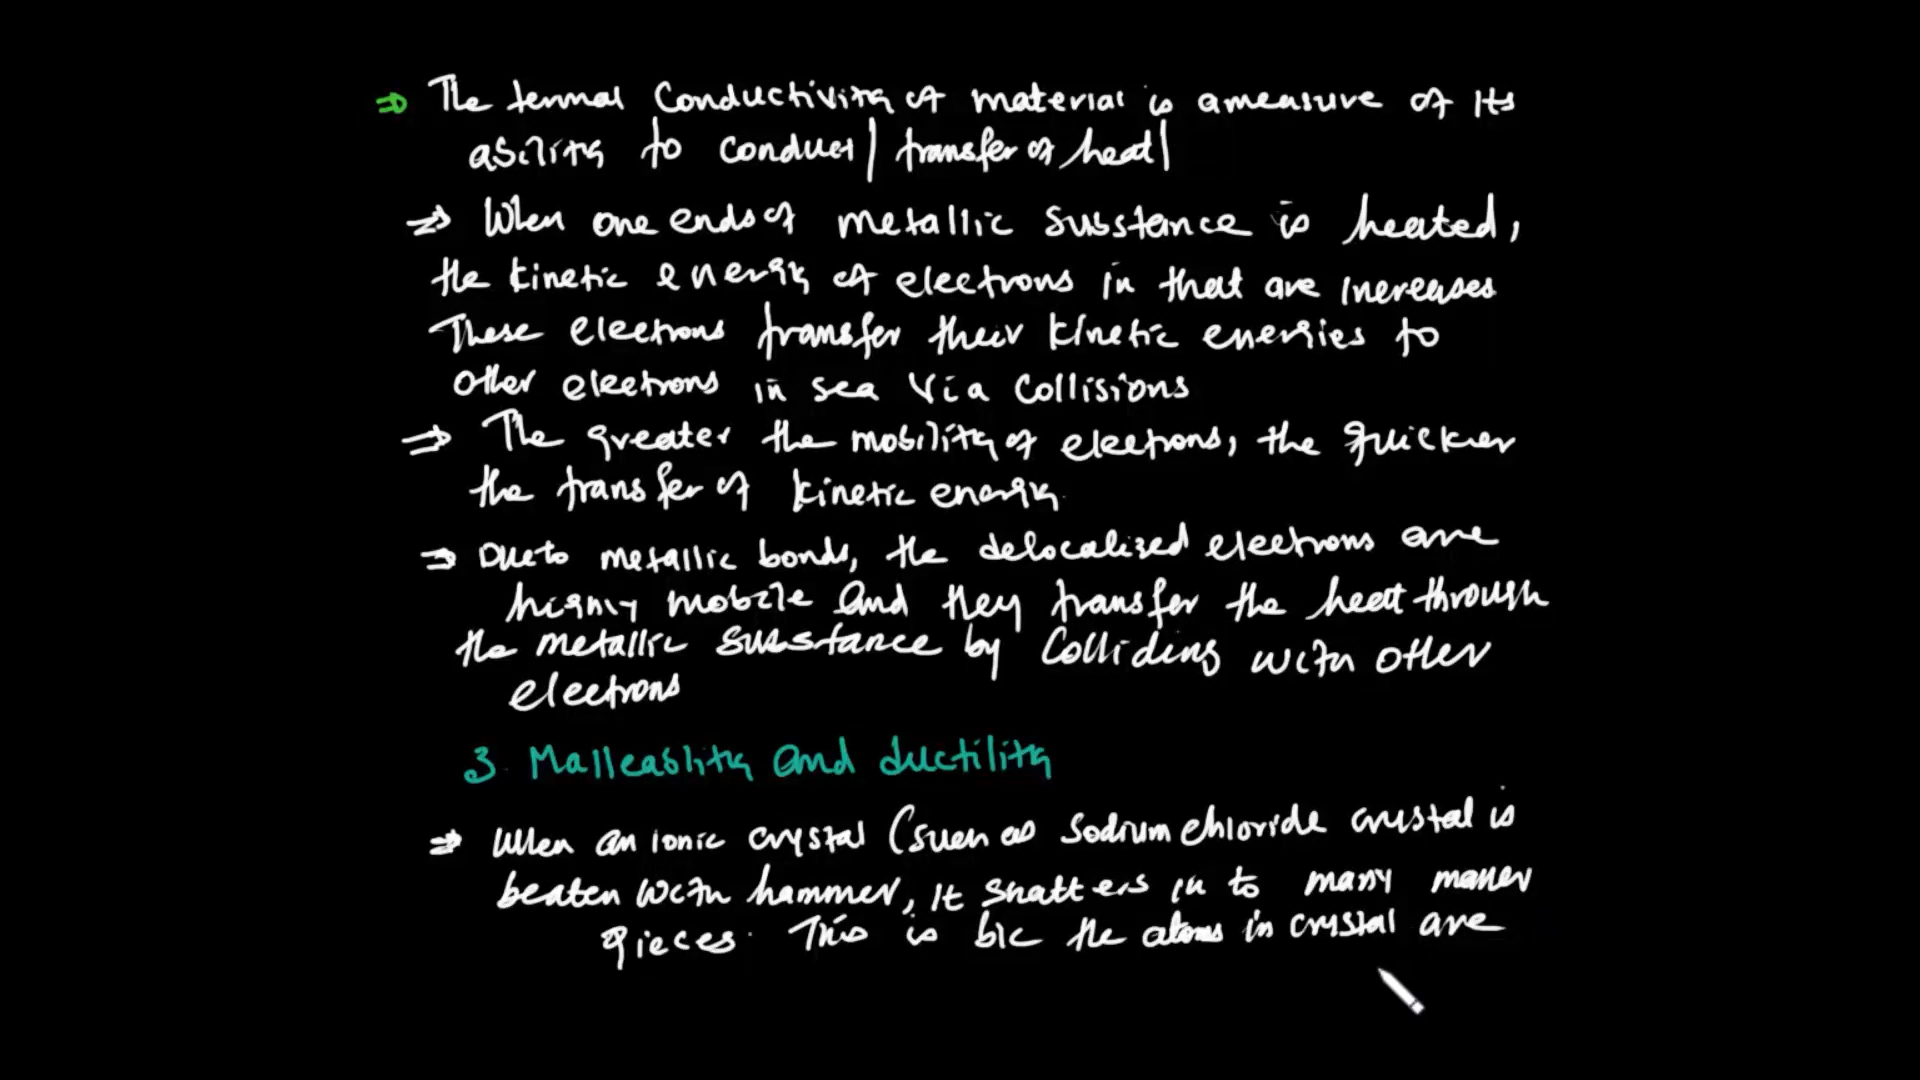 ⇒ The termal Conductivity of material is a measure of its
ability to conduct / transfer of heat/
⇒ When one ends of metallic substance is heated,
the kinetic energy of electrons in that are increases
These electrons transfer their kinetic energies to
other electrons in sea via collisions
⇒ The greater the mobility of electrons, the quicker
the transfer of kinetic energy.
⇒ Due to metallic bonds, the delocalized electrons are
highly mobile and they transfer the heat through
the metallic substance by colliding with other
electrons
3. Malleablity and ductility
⇒ When an ionic crystal (such as sodium chloride crystal is
beaten with hammer, it shatters in to many
pieces. This is b/c the atoms in crystal are